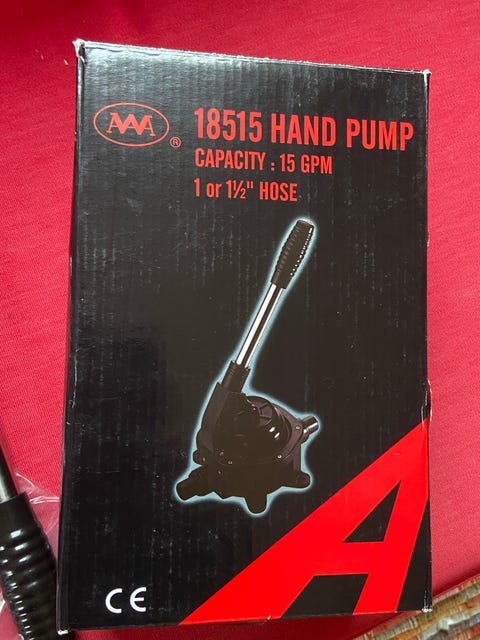 AAA
®
18515 HAND PUMP
CAPACITY : 15 GPM
1 or 1½" HOSE
A
CE